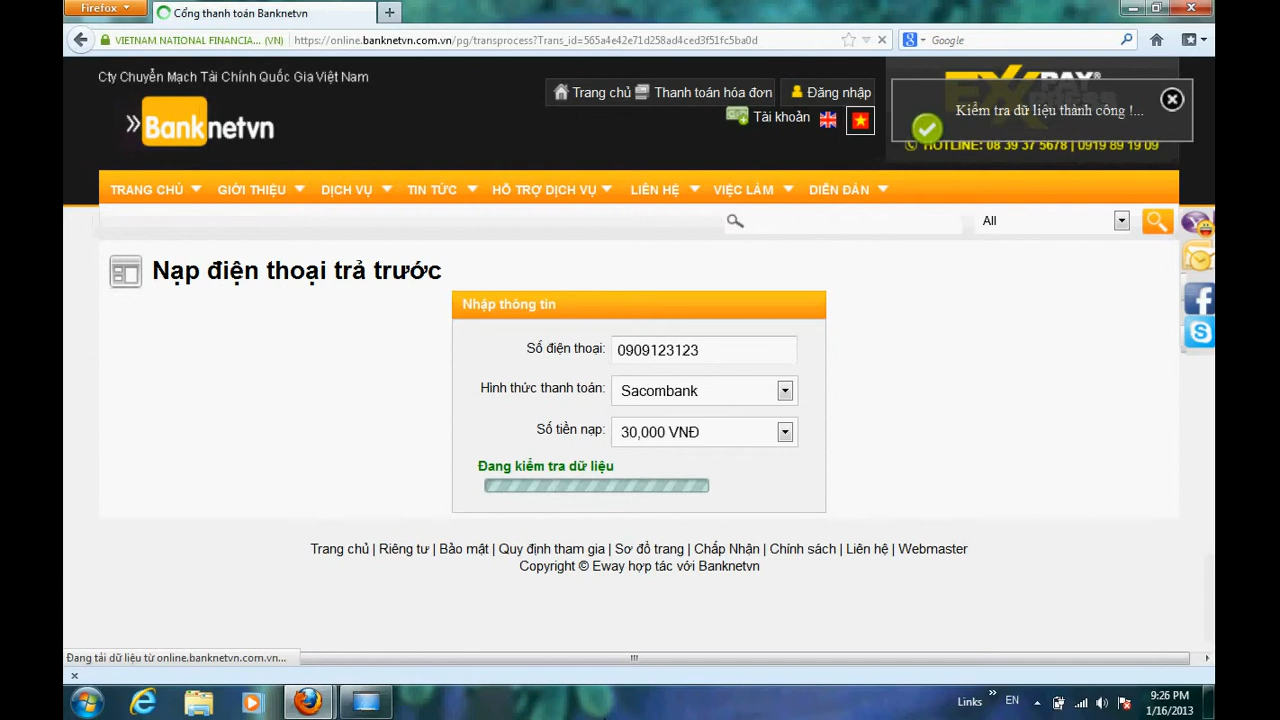 Firefox
Cổng thanh toán Banknetvn
VIETNAM NATIONAL FINANCIA... (VN)
https://online.banknetvn.com.vn/pg/transprocess?Trans_id=565a4e42e71d258ad4ced3f51fc5ba0d
Google
Cty Chuyển Mạch Tài Chính Quốc Gia Việt Nam
Banknetvn
Trang chủ
Thanh toán hóa đơn
Đăng nhập
Tài khoản
PAY
Kiểm tra dữ liệu thành công !...
HOTLINE: 08 39 37 5678 | 0919 89 19 09
TRANG CHỦ
GIỚI THIỆU
DỊCH VỤ
TIN TỨC
HỖ TRỢ DỊCH VỤ
LIÊN HỆ
VIỆC LÀM
DIỄN ĐÀN
All
Nạp điện thoại trả trước
Nhập thông tin
Số điện thoại: 0909123123
Hình thức thanh toán: Sacombank
Số tiền nạp: 30,000 VNĐ
Đang kiểm tra dữ liệu
Trang chủ | Riêng tư | Bảo mật | Quy định tham gia | Sơ đồ trang | Chấp Nhận | Chính sách | Liên hệ | Webmaster
Copyright © Eway hợp tác với Banknetvn
Đang tải dữ liệu từ online.banknetvn.com.vn...
Links
EN
9:26 PM
1/16/2013